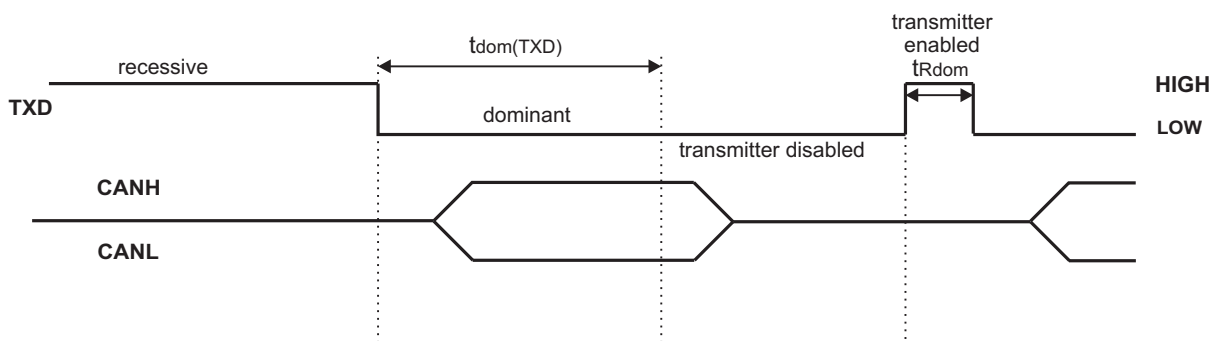 transmitter
enabled
tRdom
tdom(TXD)
recessive
HIGH
TXD
dominant
LOW
transmitter disabled
CANH
CANL